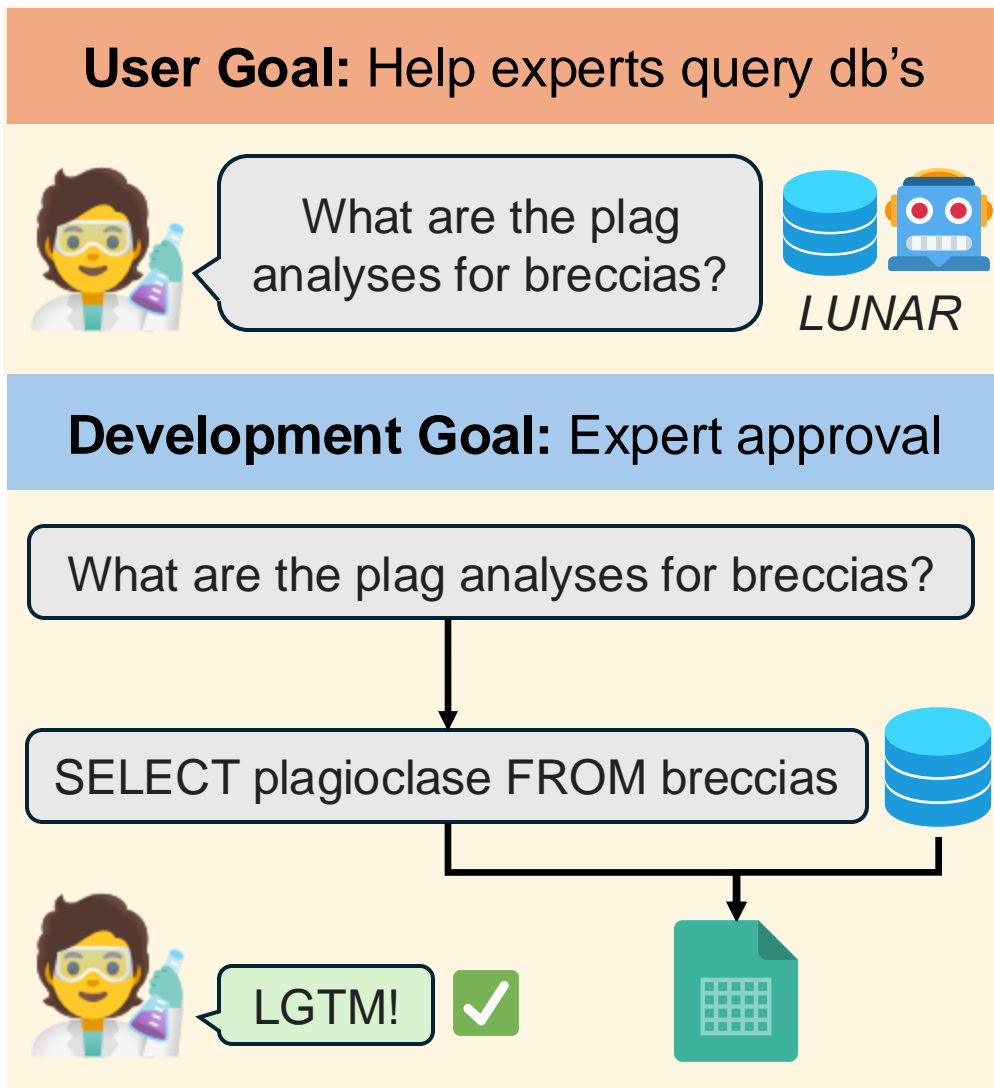 User Goal: Help experts query db's
What are the plag
analyses for breccias?
LUNAR
Development Goal: Expert approval
What are the plag analyses for breccias?
SELECT plagioclase FROM breccias
LGTM!